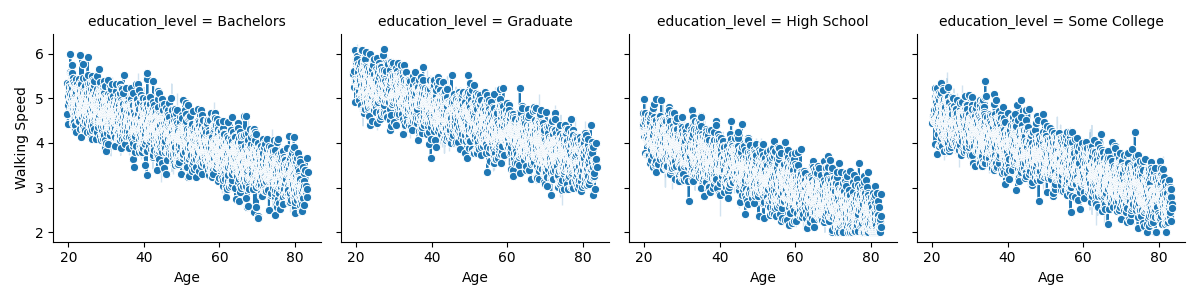 education_level = Bachelors
education_level = Graduate
education_level = High School
education_level = Some College
Walking Speed
6
5
4
3
2
20 40 60 80
20 40 60 80
20 40 60 80
20 40 60 80
Age
Age
Age
Age